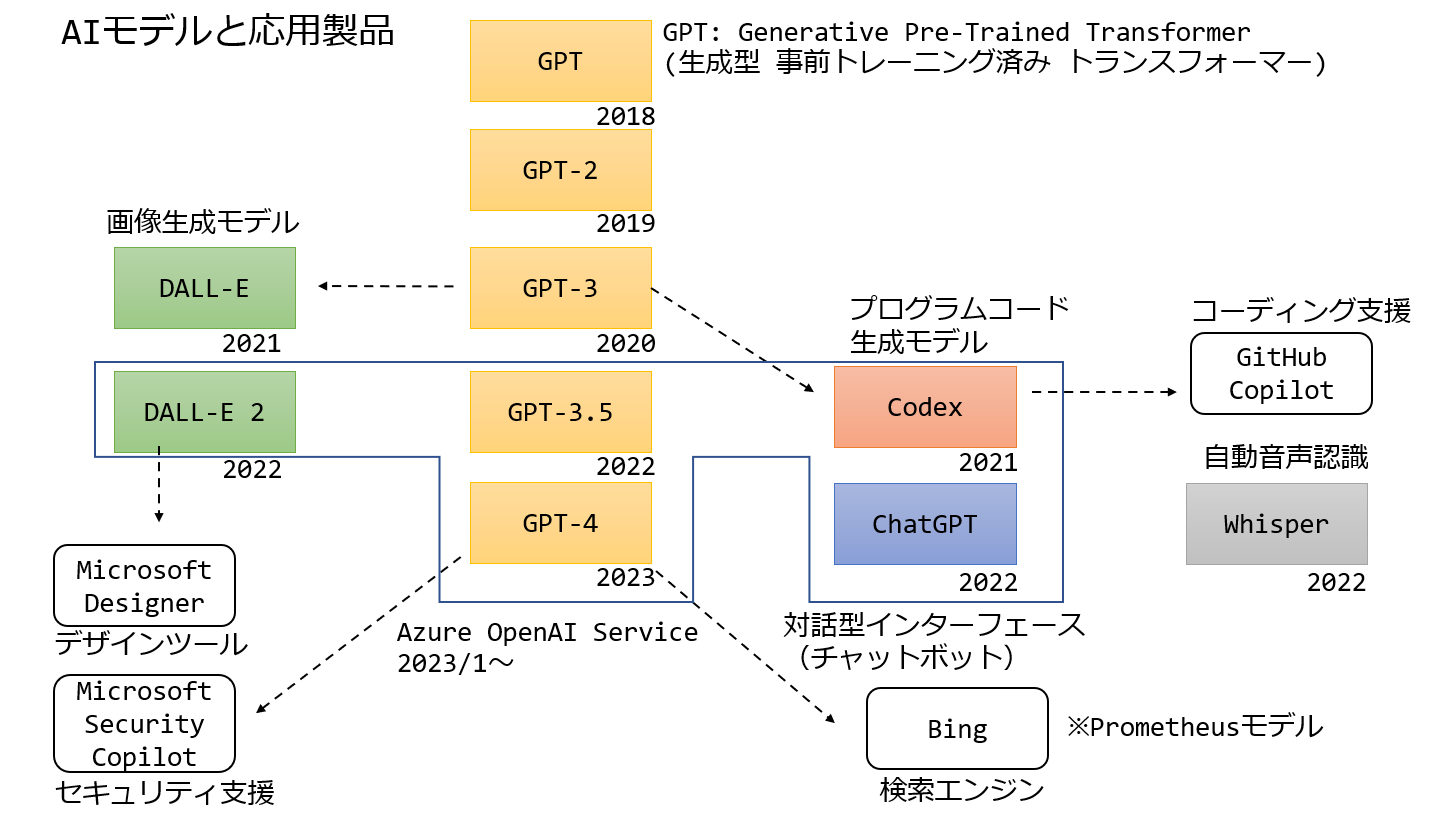 AIモデルと応用製品
GPT
GPT: Generative Pre-Trained Transformer
(生成型 事前トレーニング済み トランスフォーマー)
2018
GPT-2
2019
画像生成モデル
DALL-E
2021
GPT-3
2020
プログラムコード
生成モデル
コーディング支援
GitHub
Copilot
DALL-E 2
2022
GPT-3.5
2022
Codex
2021
自動音声認識
Whisper
2022
GPT-4
2023
ChatGPT
2022
対話型インターフェース
（チャットボット）
Azure OpenAI Service
2023/1～
Microsoft
Designer
デザインツール
Microsoft
Security
Copilot
セキュリティ支援
Bing
※Prometheusモデル
検索エンジン